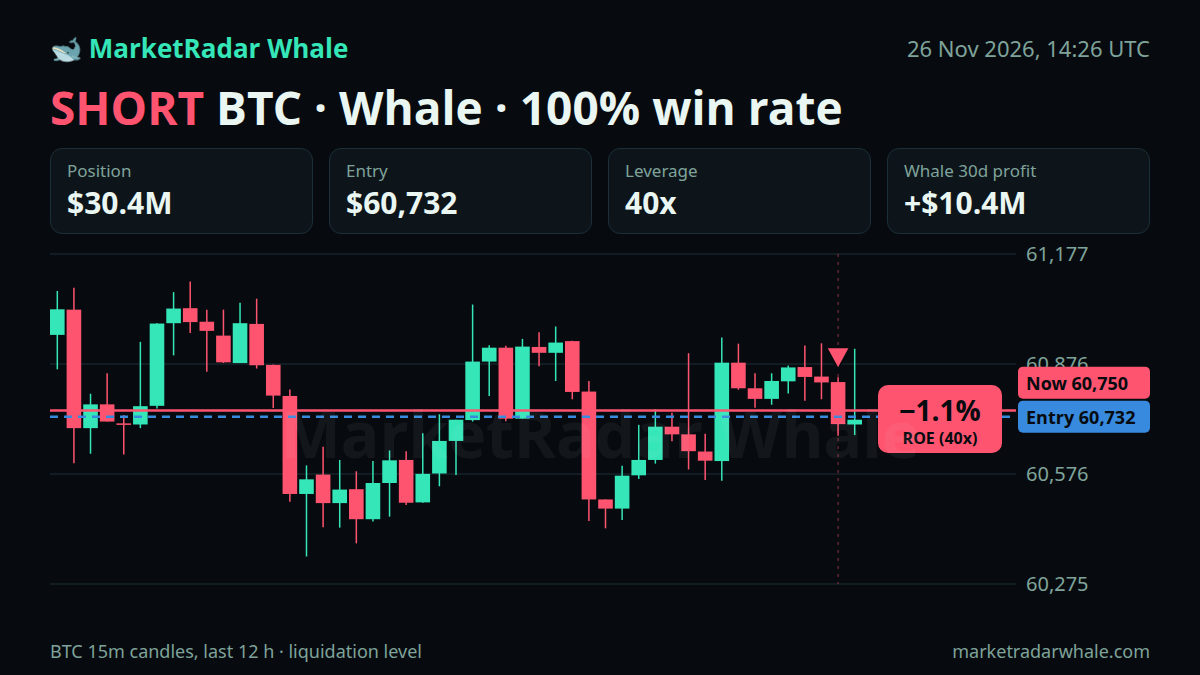 🐳 MarketRadar Whale
26 Nov 2026, 14:26 UTC
SHORT BTC · Whale · 100% win rate
Position
$30.4M
Entry
$60,732
Leverage
40x
Whale 30d profit
+$10.4M
61,177
60,876
Now 60,750
Entry 60,732
−1.1%
ROE (40x)
MarketRadar Whale
60,576
60,275
BTC 15m candles, last 12 h · liquidation level
marketradarwhale.com